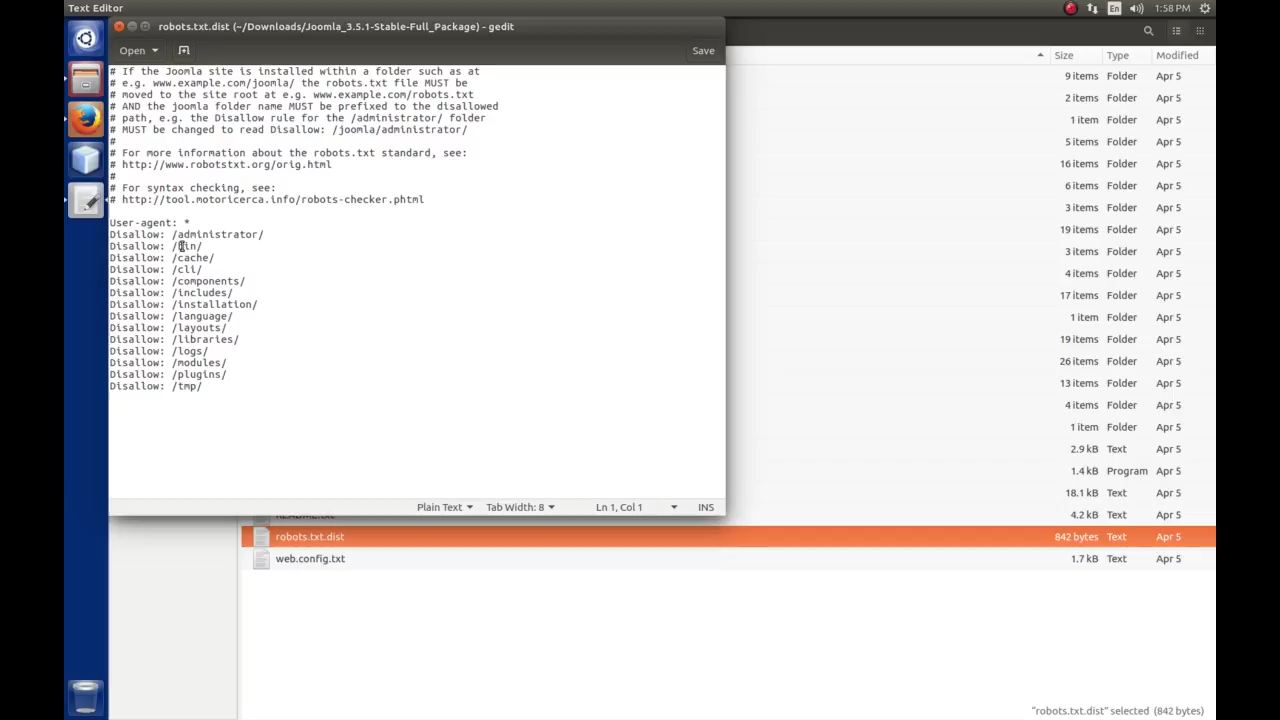 Text Editor
En
1:58 PM
robots.txt.dist (~/Downloads/Joomla_3.5.1-Stable-Full_Package) - gedit
Open
Save
# If the Joomla site is installed within a folder such as at
# e.g. www.example.com/joomla/ the robots.txt file MUST be
# moved to the site root at e.g. www.example.com/robots.txt
# AND the joomla folder name MUST be prefixed to the disallowed
# path, e.g. the Disallow rule for the /administrator/ folder
# MUST be changed to read Disallow: /joomla/administrator/
#
# For more information about the robots.txt standard, see:
# http://www.robotstxt.org/orig.html
#
# For syntax checking, see:
# http://tool.motoricerca.info/robots-checker.phtml
User-agent: *
Disallow: /administrator/
Disallow: /bin/
Disallow: /cache/
Disallow: /cli/
Disallow: /components/
Disallow: /includes/
Disallow: /installation/
Disallow: /language/
Disallow: /layouts/
Disallow: /libraries/
Disallow: /logs/
Disallow: /modules/
Disallow: /plugins/
Disallow: /tmp/
Plain Text
Tab Width: 8
Ln 1, Col 1
INS
Size Type Modified
9 items Folder Apr 5
2 items Folder Apr 5
1 item Folder Apr 5
5 items Folder Apr 5
16 items Folder Apr 5
6 items Folder Apr 5
3 items Folder Apr 5
19 items Folder Apr 5
3 items Folder Apr 5
4 items Folder Apr 5
17 items Folder Apr 5
1 item Folder Apr 5
19 items Folder Apr 5
26 items Folder Apr 5
13 items Folder Apr 5
4 items Folder Apr 5
1 item Folder Apr 5
2.9 kB Text Apr 5
1.4 kB Program Apr 5
18.1 kB Text Apr 5
README.txt 4.2 kB Text Apr 5
robots.txt.dist 842 bytes Text Apr 5
web.config.txt 1.7 kB Text Apr 5
"robots.txt.dist" selected (842 bytes)